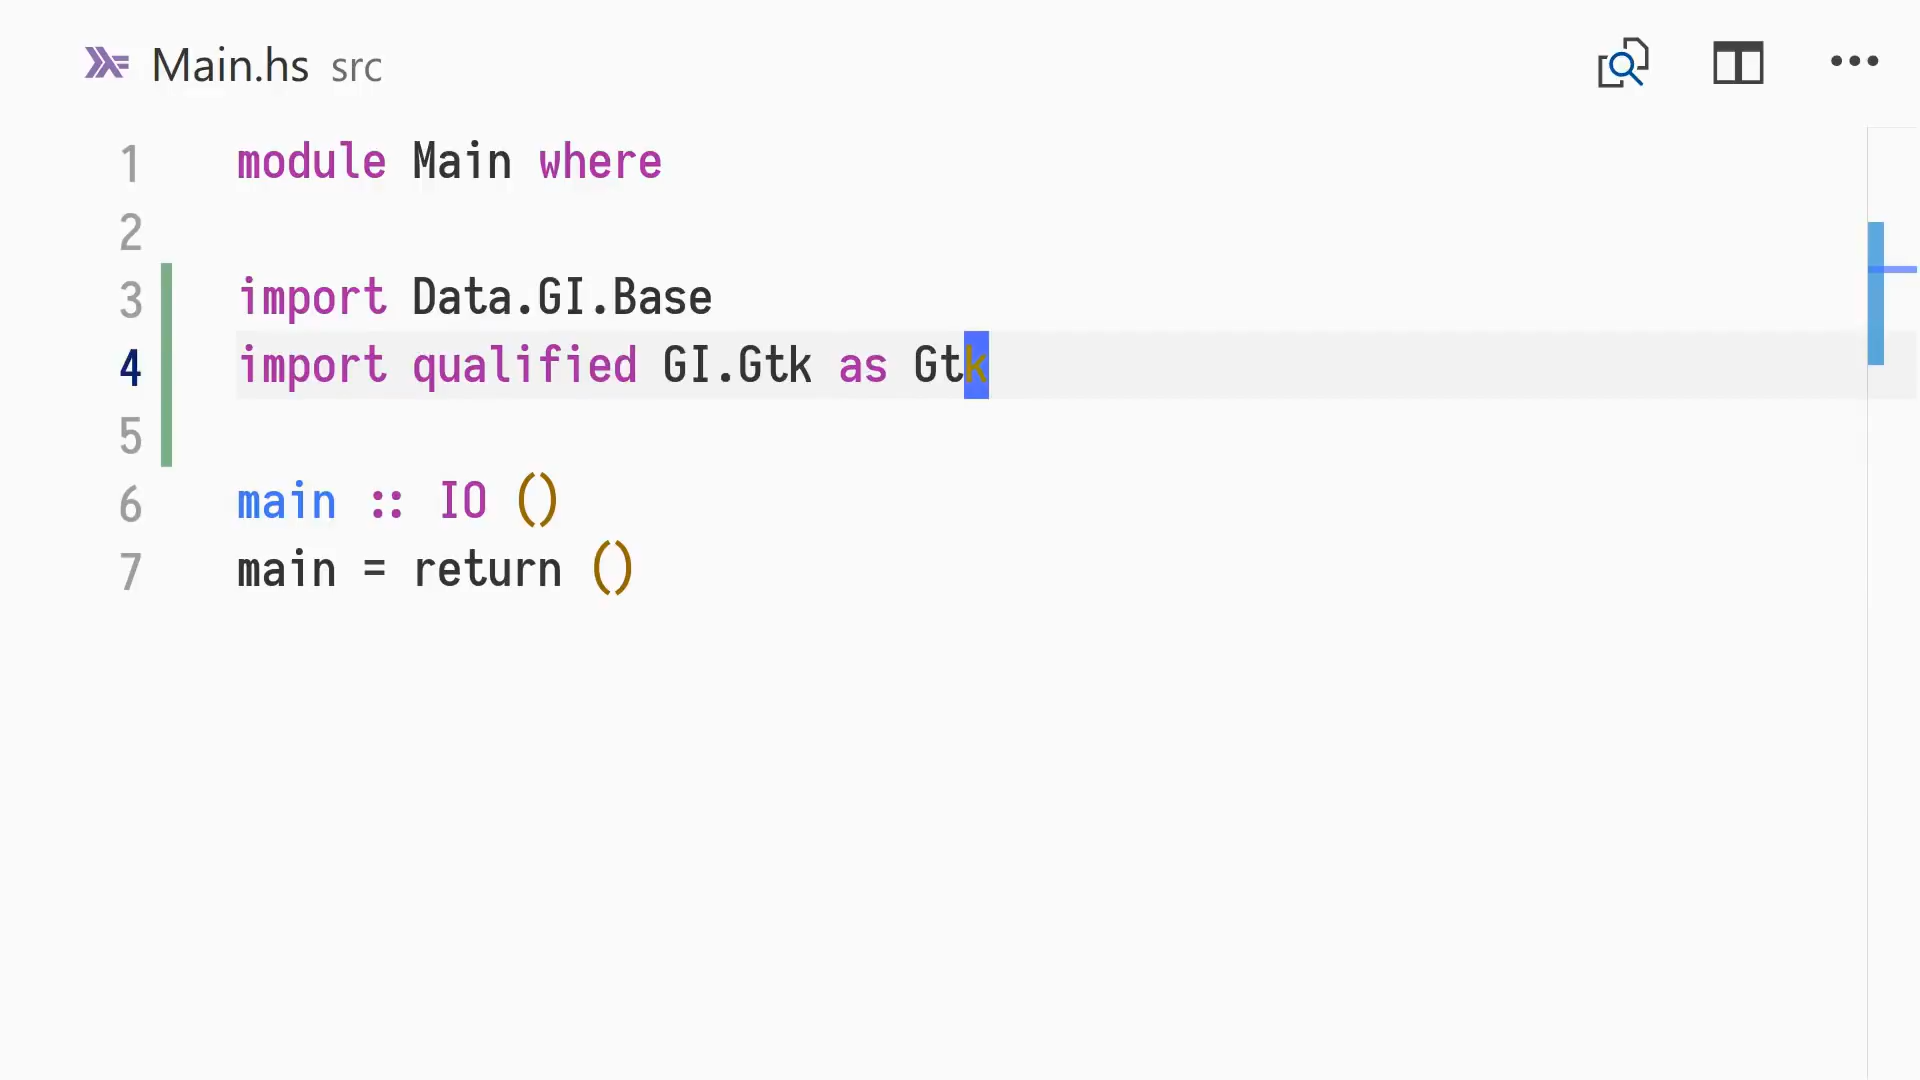 Main.hs src
1 module Main where
2
3 import Data.GI.Base
4 import qualified GI.Gtk as Gtk
5
6 main :: IO ()
7 main = return ()